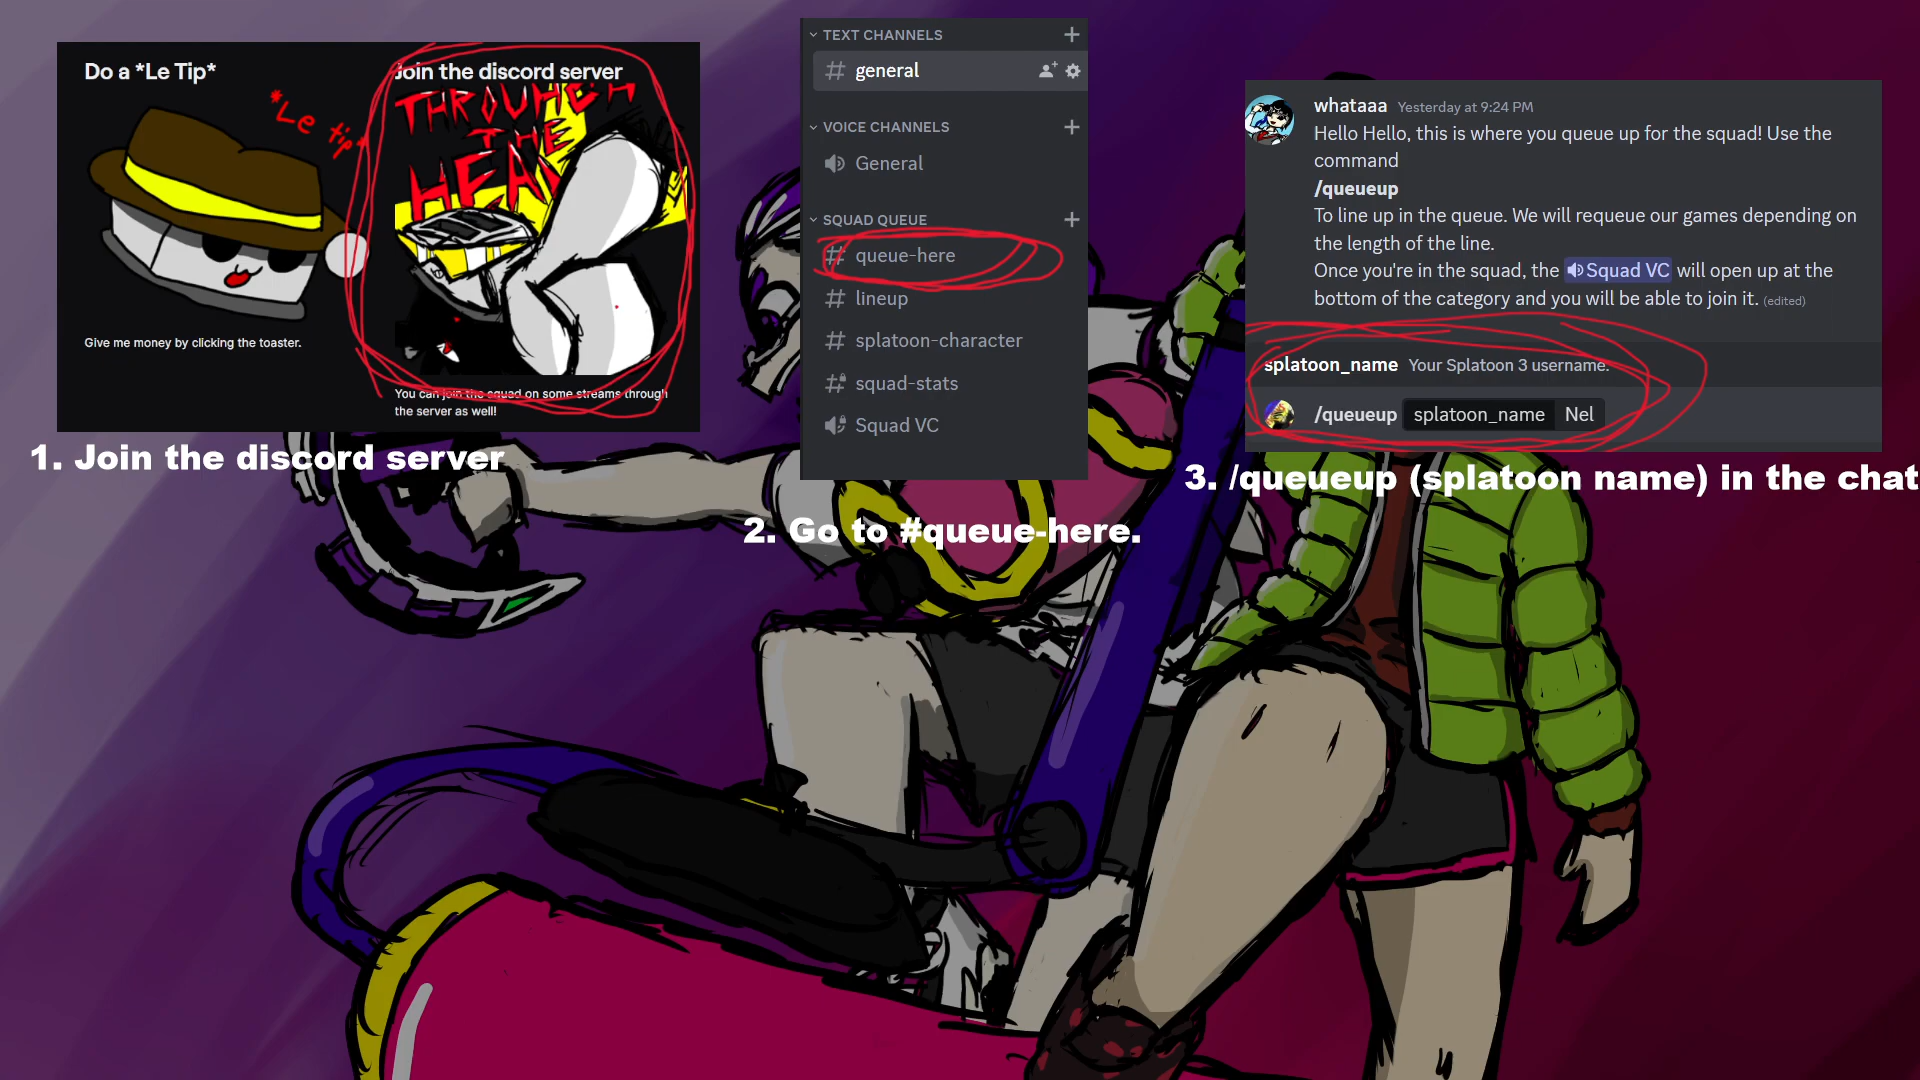 Do a *Le Tip*
*Le tip*
Give me money by clicking the toaster.
Join the discord server
THROUGH
THE
HEAV
You can join the squad on some streams through
the server as well!
1. Join the discord server
TEXT CHANNELS
general
VOICE CHANNELS
General
SQUAD QUEUE
queue-here
lineup
splatoon-character
squad-stats
Squad VC
2. Go to #queue-here.
whataaa Yesterday at 9:24 PM
Hello Hello, this is where you queue up for the squad! Use the
command
/queueup
To line up in the queue. We will requeue our games depending on
the length of the line.
Once you're in the squad, the Squad VC will open up at the
bottom of the category and you will be able to join it. (edited)
splatoon_name Your Splatoon 3 username.
/queueup splatoon_name Nel
3. /queueup (splatoon name) in the chat